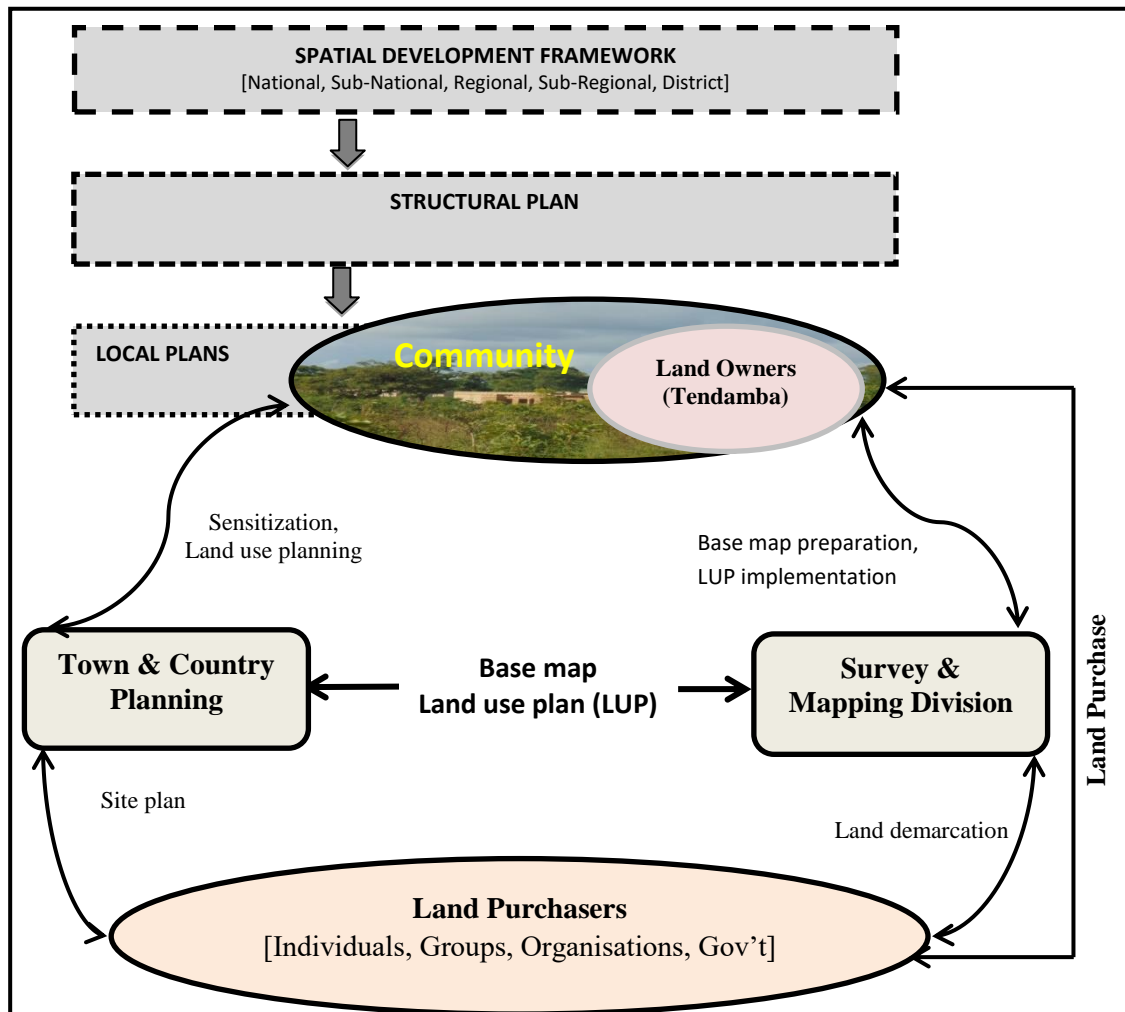 SPATIAL DEVELOPMENT FRAMEWORK
[National, Sub-National, Regional, Sub-Regional, District]
STRUCTURAL PLAN
LOCAL PLANS
Community
Land Owners
(Tendamba)
Sensitization,
Land use planning
Base map preparation,
LUP implementation
Town & Country
Planning
Base map
Land use plan (LUP)
Survey &
Mapping Division
Land Purchase
Site plan
Land demarcation
Land Purchasers
[Individuals, Groups, Organisations, Gov’t]